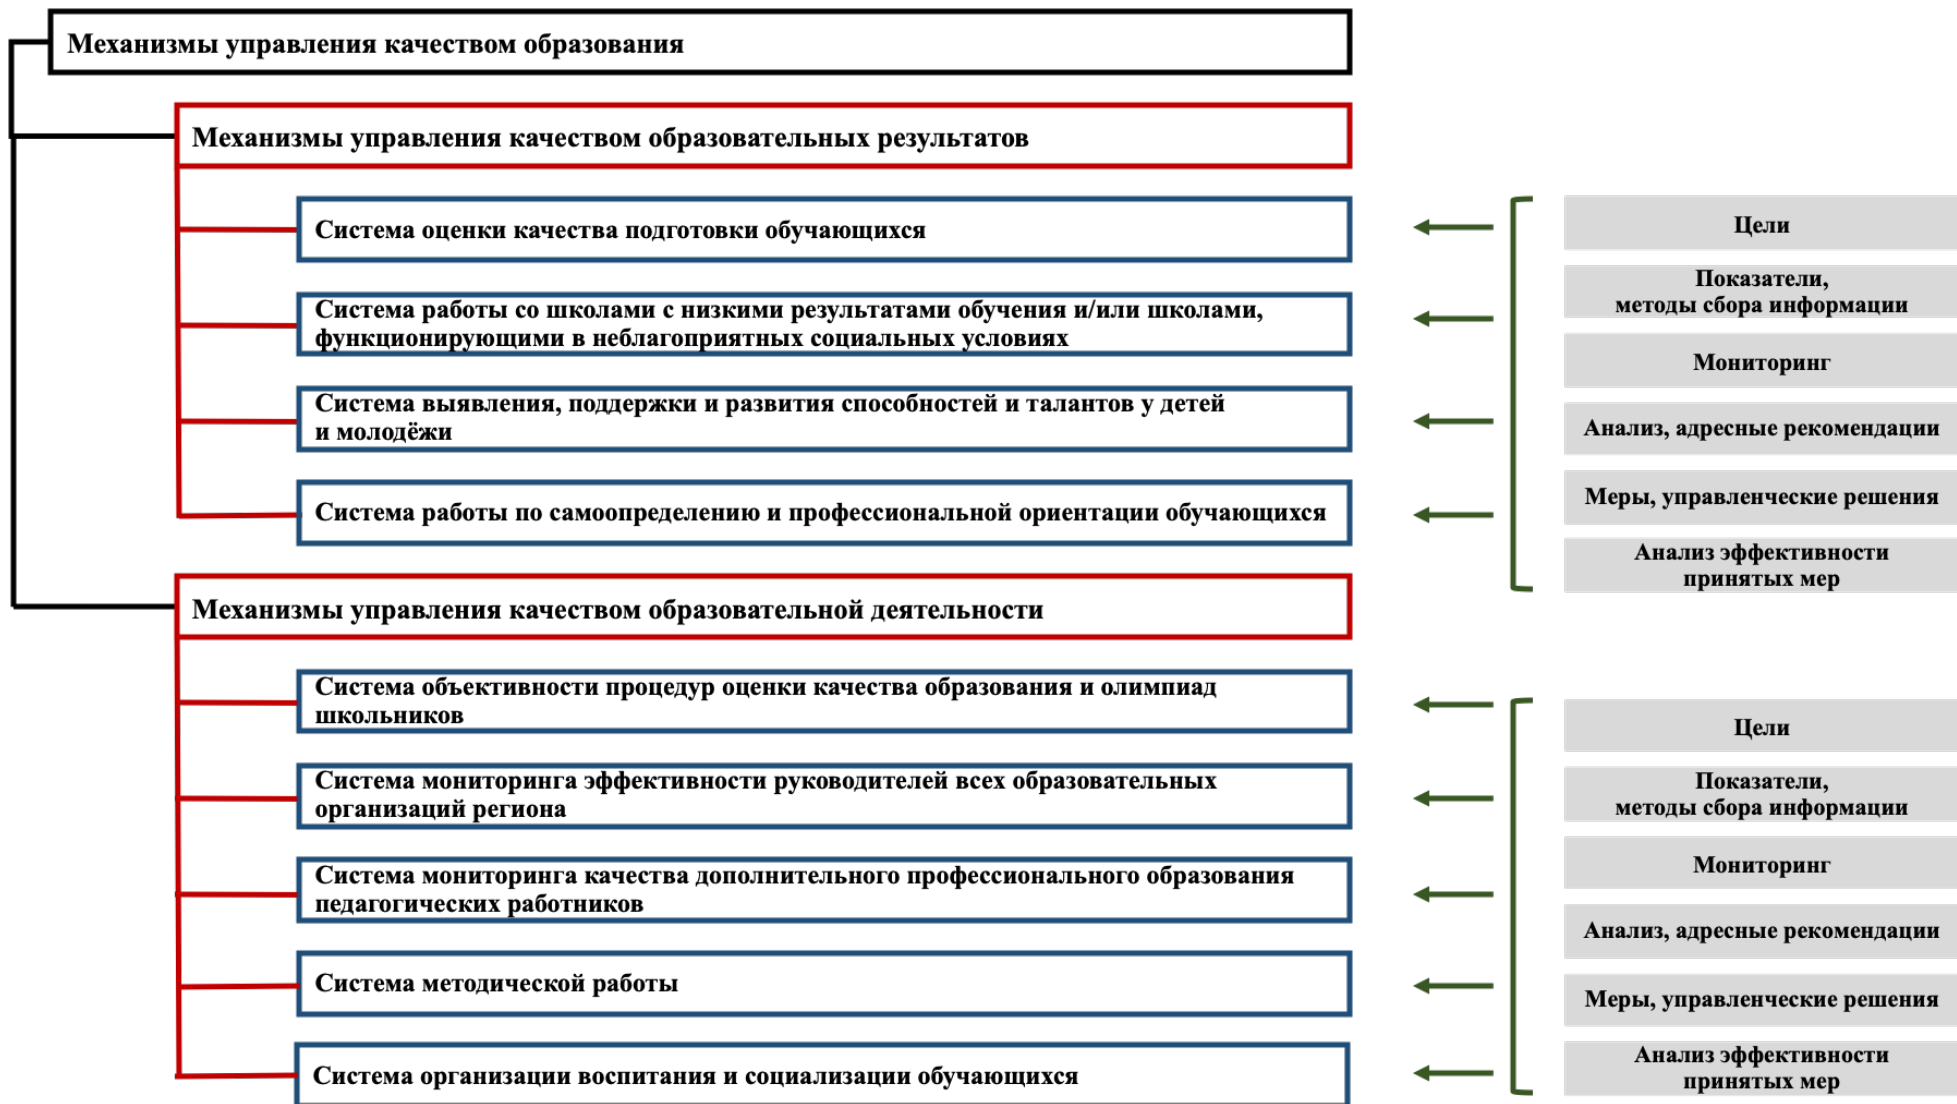 Механизмы управления качеством образования
Механизмы управления качеством образовательных результатов
Система оценки качества подготовки обучающихся
Система работы со школами с низкими результатами обучения и/или школами,
функционирующими в неблагоприятных социальных условиях
Система выявления, поддержки и развития способностей и талантов у детей
и молодёжи
Система работы по самоопределению и профессиональной ориентации обучающихся
Цели
Показатели,
методы сбора информации
Мониторинг
Анализ, адресные рекомендации
Меры, управленческие решения
Анализ эффективности
принятых мер
Механизмы управления качеством образовательной деятельности
Система объективности процедур оценки качества образования и олимпиад
школьников
Система мониторинга эффективности руководителей всех образовательных
организаций региона
Система мониторинга качества дополнительного профессионального образования
педагогических работников
Система методической работы
Система организации воспитания и социализации обучающихся
Цели
Показатели,
методы сбора информации
Мониторинг
Анализ, адресные рекомендации
Меры, управленческие решения
Анализ эффективности
принятых мер